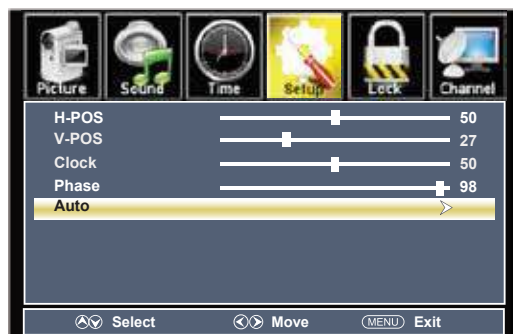 Picture Sound Time Setup Lock Channel
H-POS 50
V-POS 27
Clock 50
Phase 98
Auto
Select Move MENU Exit